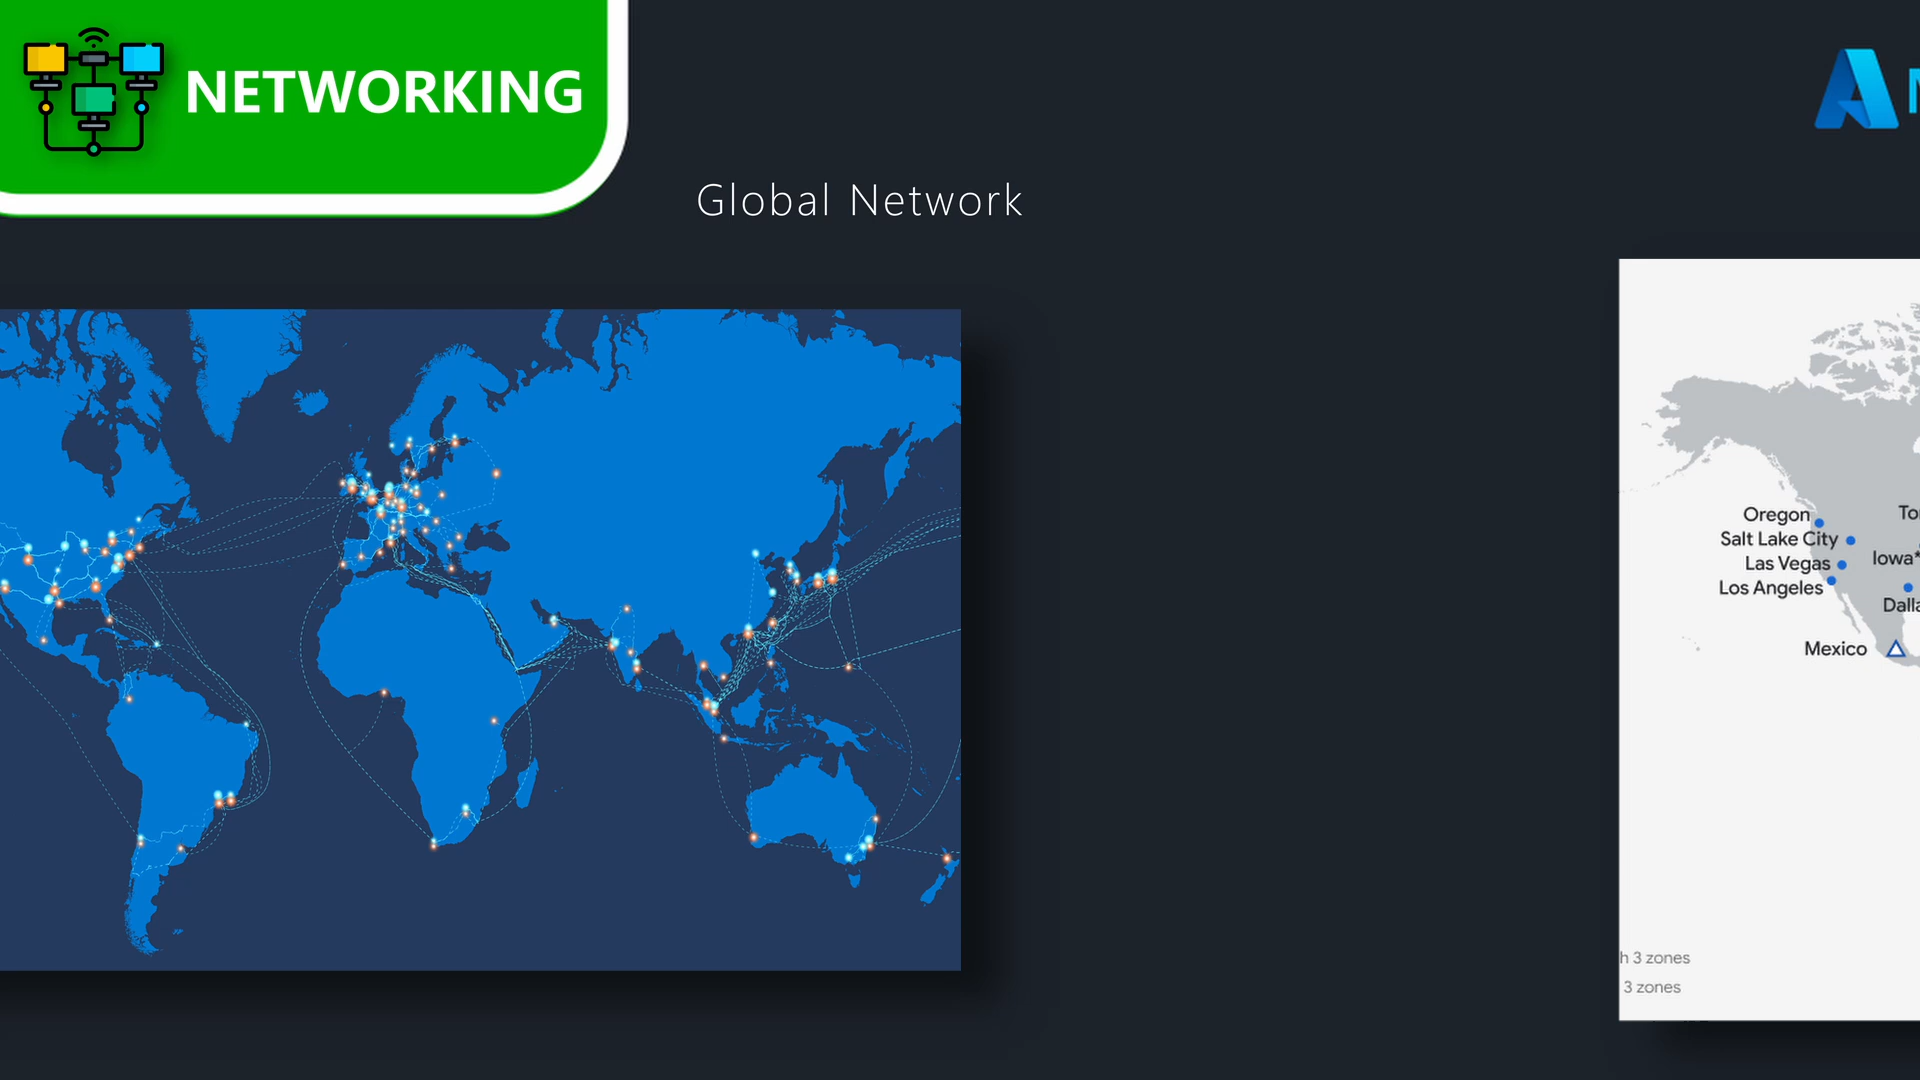 NETWORKING
Global Network
Oregon
Salt Lake City
Las Vegas
Los Angeles
Iowa*
Mexico
3 zones
3 zones